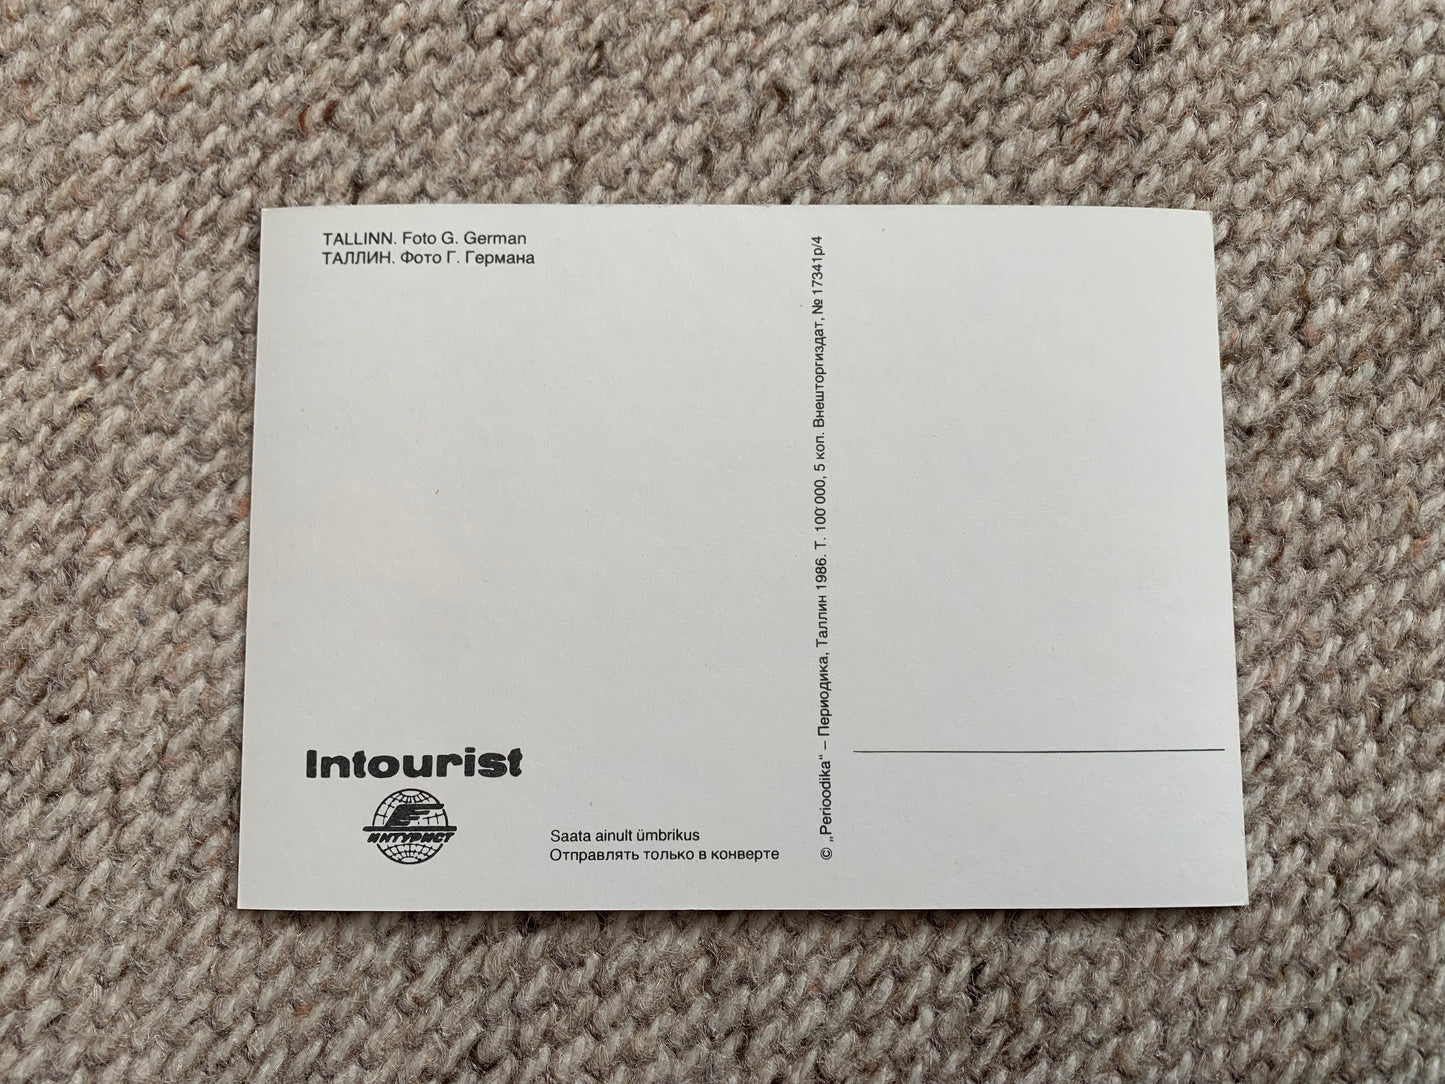 TALLINN. Foto G. German
ТАЛЛИН. Фото Г. Германа
© „Perioodika“ – Периодика, Таллин 1986. Т. 100 000, 5 коп. Внешторгиздат, № 17341р/4
Intourist
ИНТУРИСТ
Saata ainult ümbrikus
Отправлять только в конверте